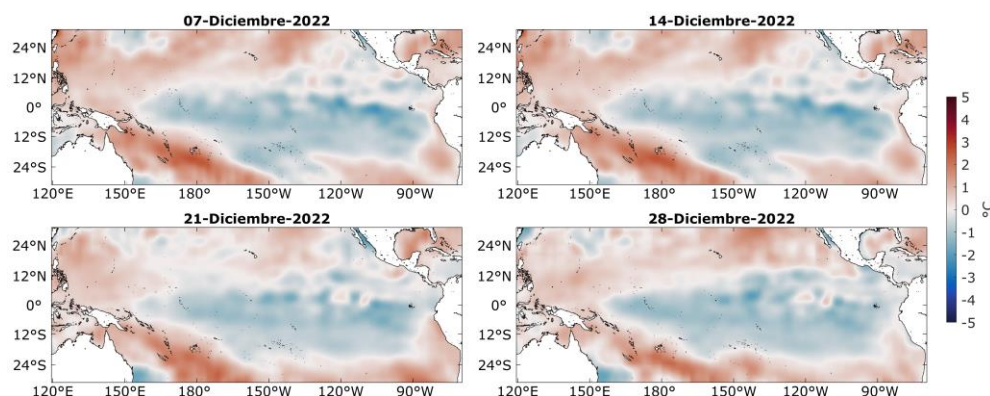 07-Diciembre-2022
14-Diciembre-2022
24°N
12°N
0°
12°S
24°S
120°E 150°E 180° 150°W 120°W 90°W
24°N
12°N
0°
12°S
24°S
120°E 150°E 180° 150°W 120°W 90°W
21-Diciembre-2022
28-Diciembre-2022
24°N
12°N
0°
12°S
24°S
120°E 150°E 180° 150°W 120°W 90°W
24°N
12°N
0°
12°S
24°S
120°E 150°E 180° 150°W 120°W 90°W
5
4
3
2
1
0
-1
-2
-3
-4
-5
°C